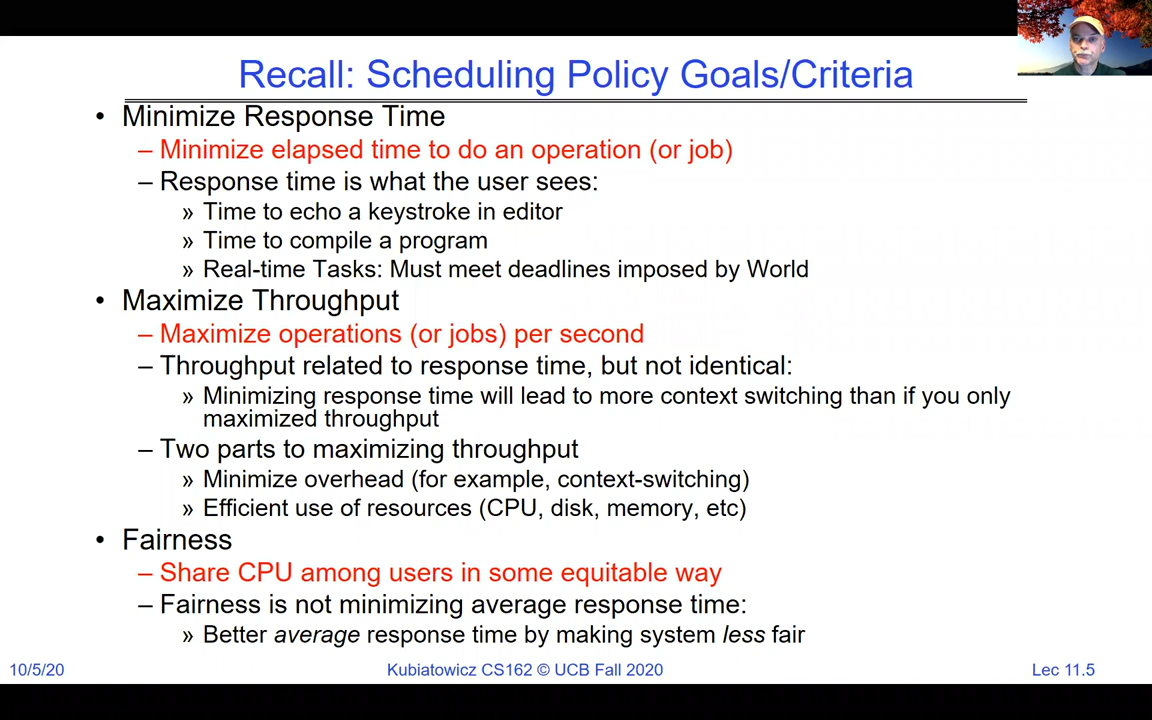 Recall: Scheduling Policy Goals/Criteria
• Minimize Response Time
– Minimize elapsed time to do an operation (or job)
– Response time is what the user sees:
» Time to echo a keystroke in editor
» Time to compile a program
» Real-time Tasks: Must meet deadlines imposed by World
• Maximize Throughput
– Maximize operations (or jobs) per second
– Throughput related to response time, but not identical:
» Minimizing response time will lead to more context switching than if you only
maximized throughput
– Two parts to maximizing throughput
» Minimize overhead (for example, context-switching)
» Efficient use of resources (CPU, disk, memory, etc)
• Fairness
– Share CPU among users in some equitable way
– Fairness is not minimizing average response time:
» Better average response time by making system less fair
10/5/20 Kubiatowicz CS162 © UCB Fall 2020 Lec 11.5